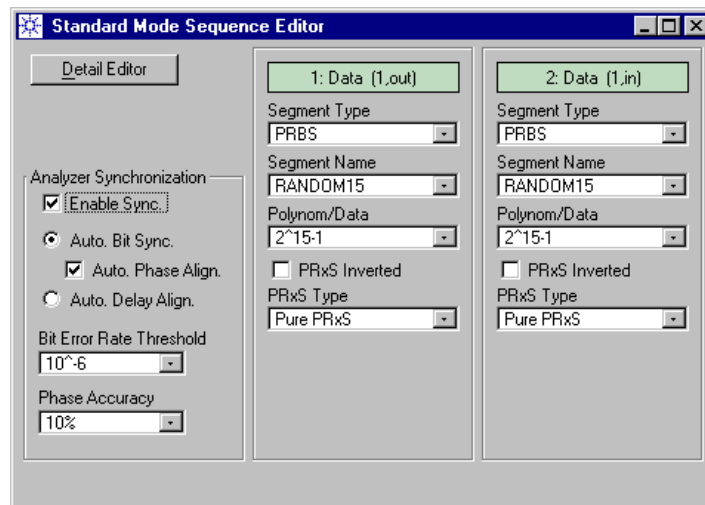 Standard Mode Sequence Editor
Detail Editor
Analyzer Synchronization
Enable Sync.
Auto. Bit Sync.
Auto. Phase Align.
Auto. Delay Align.
Bit Error Rate Threshold
10^-6
Phase Accuracy
10%
1: Data (1,out)
Segment Type
PRBS
Segment Name
RANDOM15
Polynom/Data
2^15-1
PRxS Inverted
PRxS Type
Pure PRxS
2: Data (1,in)
Segment Type
PRBS
Segment Name
RANDOM15
Polynom/Data
2^15-1
PRxS Inverted
PRxS Type
Pure PRxS